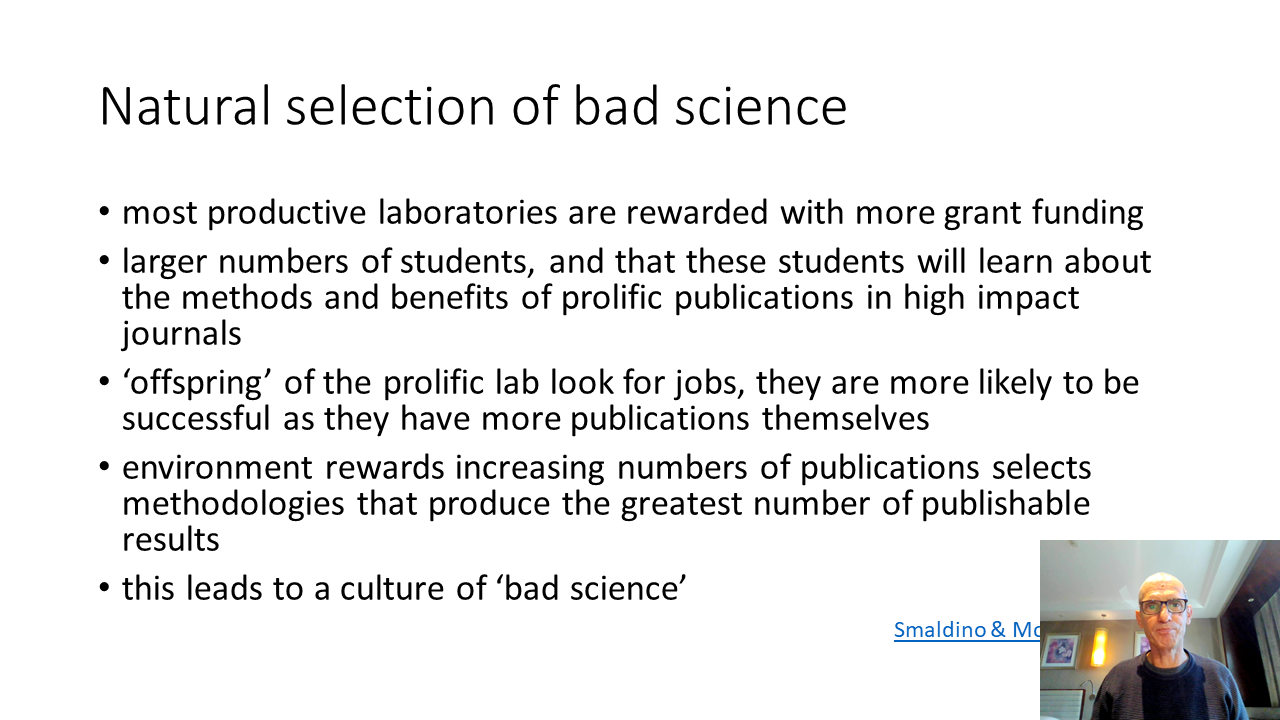 Natural selection of bad science
• most productive laboratories are rewarded with more grant funding
• larger numbers of students, and that these students will learn about
the methods and benefits of prolific publications in high impact
journals
• ‘offspring’ of the prolific lab look for jobs, they are more likely to be
successful as they have more publications themselves
• environment rewards increasing numbers of publications selects
methodologies that produce the greatest number of publishable
results
• this leads to a culture of ‘bad science’
Smaldino &